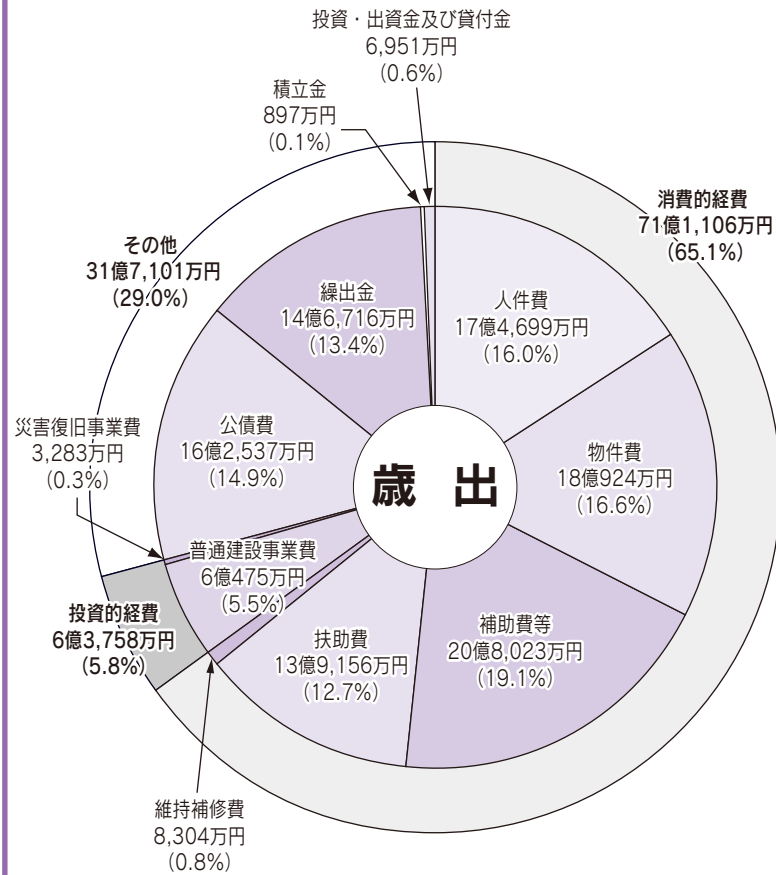 投資・出資金及び貸付金
6,951万円
(0.6%)
積立金
897万円
(0.1%)
消費的経費
71億1,106万円
(65.1%)
その他
31億7,101万円
(29.0%)
繰出金
14億6,716万円
(13.4%)
人件費
17億4,699万円
(16.0%)
災害復旧事業費
3,283万円
(0.3%)
公債費
16億2,537万円
(14.9%)
歳 出
物件費
18億924万円
(16.6%)
普通建設事業費
6億475万円
(5.5%)
投資的経費
6億3,758万円
(5.8%)
扶助費
13億9,156万円
(12.7%)
補助費等
20億8,023万円
(19.1%)
維持補修費
8,304万円
(0.8%)